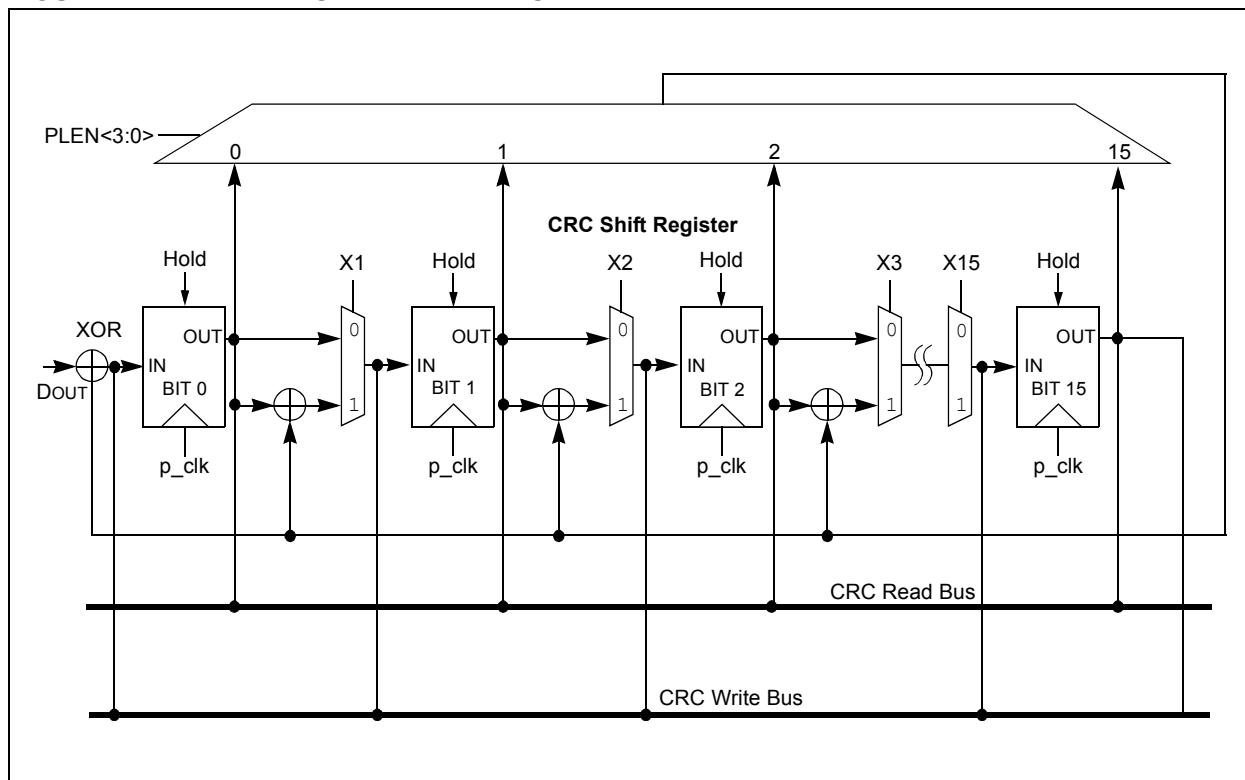 PLEN<3:0>
0 1 2 15
CRC Shift Register
Hold X1 Hold X2 Hold X3 X15 Hold
XOR
OUT 0 OUT 0 OUT 0 0 OUT
IN IN IN IN
DOUT
BIT 0 BIT 1 BIT 2 BIT 15
1 1 1 1
p_clk p_clk p_clk p_clk
CRC Read Bus
CRC Write Bus